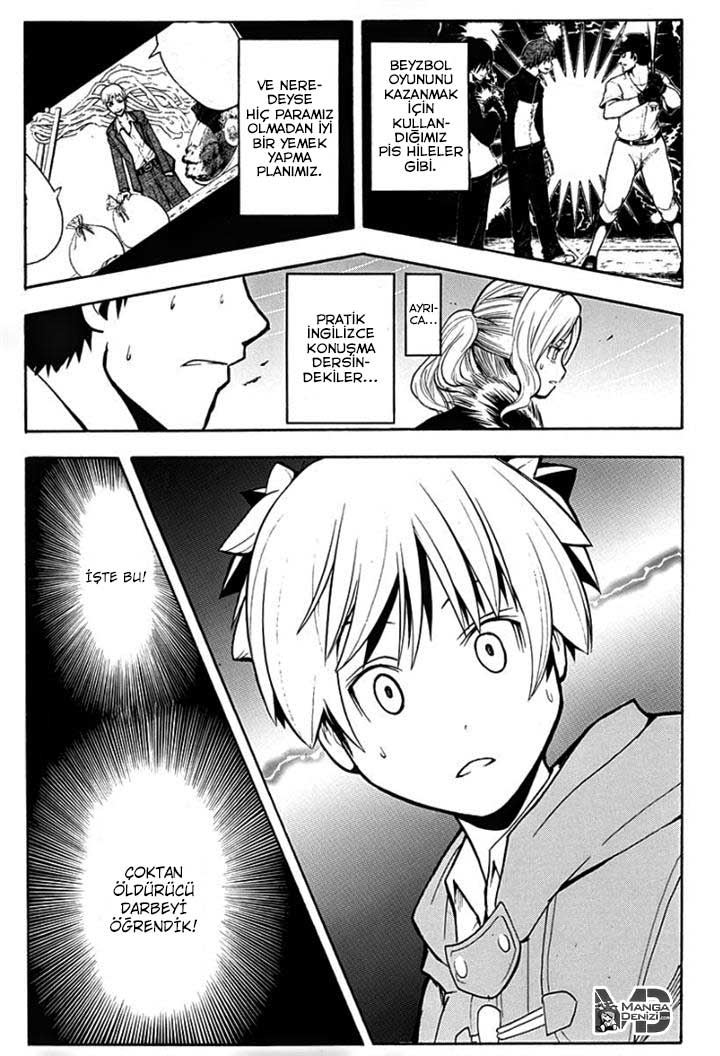 BEYZBOL
OYUNUNU
KAZANMAK
İÇİN
KULLAN-
DIĞIMIZ
PİS HİLELER
GİBİ.
VE NERE-
DEYSE
HİÇ PARAMIZ
OLMADAN İYİ
BİR YEMEK
YAPMA
PLANIMIZ.
AYRI-
CA...
PRATİK
İNGİLİZCE
KONUŞMA
DERSİN-
DEKİLER...
İŞTE BU!
ÇOKTAN
ÖLDÜRÜCÜ
DARBEYİ
ÖĞRENDİK!
MD
MANGA
DENİZİ.com